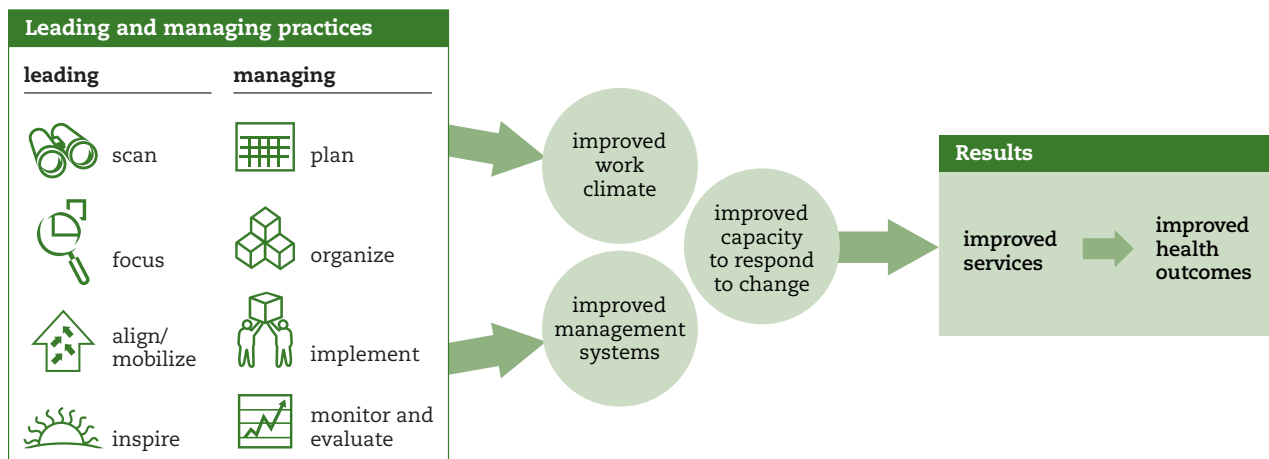 Leading and managing practices
leading
managing
scan
plan
focus
organize
align/
mobilize
implement
inspire
monitor and
evaluate
improved
work
climate
improved
management
systems
improved
capacity
to respond
to change
Results
improved
services
improved
health
outcomes